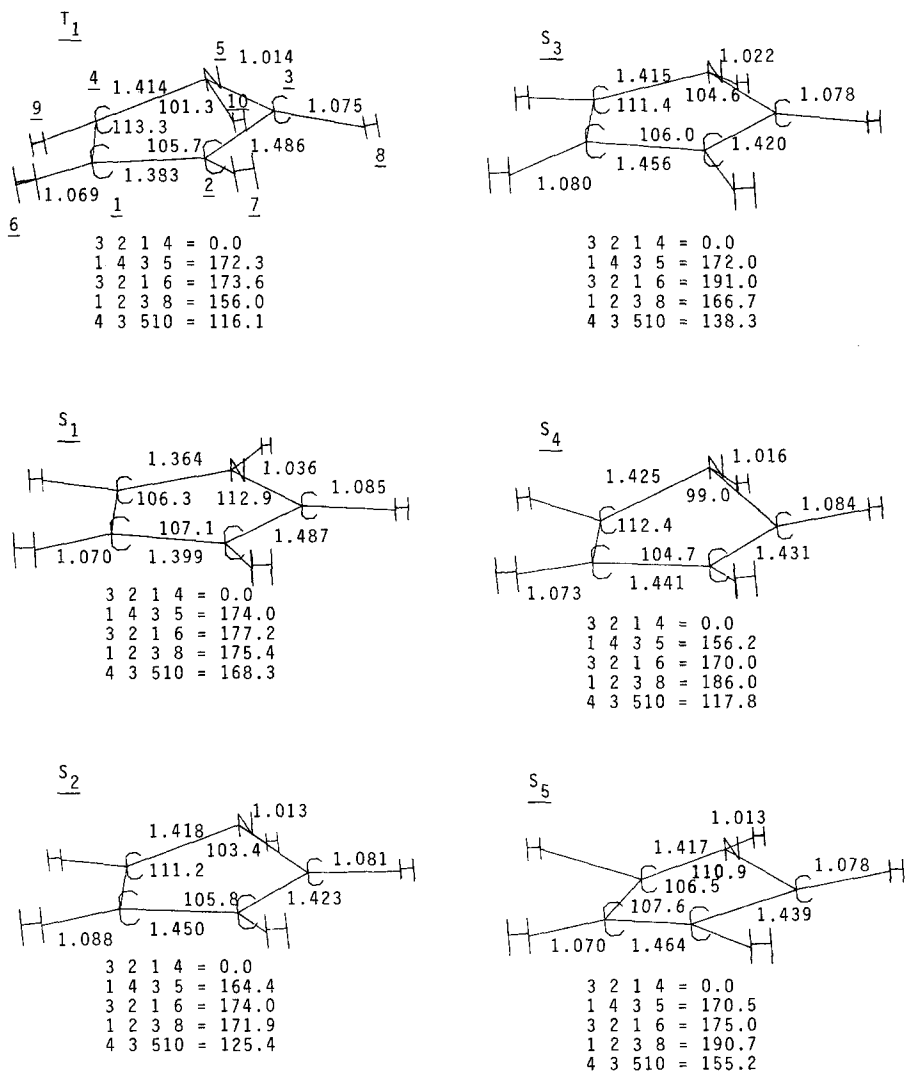 T1
5 1.014
4 1.414 3
9 101.3 10 1.075
H N C H
113.3 C 105.7 1.486 8
H C 1.383 C H
1.069 2 7
6 1
3 2 1 4 = 0.0
1 4 3 5 = 172.3
3 2 1 6 = 173.6
1 2 3 8 = 156.0
4 3 510 = 116.1
S3
1.022
1.415 N H
H C 104.6 1.078
111.4 C H
C 106.0 1.420
H 1.456 C
1.080 H
3 2 1 4 = 0.0
1 4 3 5 = 172.0
3 2 1 6 = 191.0
1 2 3 8 = 166.7
4 3 510 = 138.3
S1
H
1.364 N 1.036
H C 1.085
106.3 112.9 C H
C 107.1 1.487
H 1.070 C H
1.399
3 2 1 4 = 0.0
1 4 3 5 = 174.0
3 2 1 6 = 177.2
1 2 3 8 = 175.4
4 3 510 = 168.3
S4
1.016
1.425 N H
H 99.0 1.084
C 112.4 C H
C 104.7 1.431
H 1.073 1.441 C H
3 2 1 4 = 0.0
1 4 3 5 = 156.2
3 2 1 6 = 170.0
1 2 3 8 = 186.0
4 3 510 = 117.8
S2
1.013
1.418 N H
H C 103.4 1.081
111.2 C H
C 105.8 1.423
H 1.088 C H
1.450
3 2 1 4 = 0.0
1 4 3 5 = 164.4
3 2 1 6 = 174.0
1 2 3 8 = 171.9
4 3 510 = 125.4
S5
1.013
H 1.417 N H
C 110.9 1.078
106.5 C H
C 107.6 1.439
H 1.070 1.464 C H
3 2 1 4 = 0.0
1 4 3 5 = 170.5
3 2 1 6 = 175.0
1 2 3 8 = 190.7
4 3 510 = 155.2